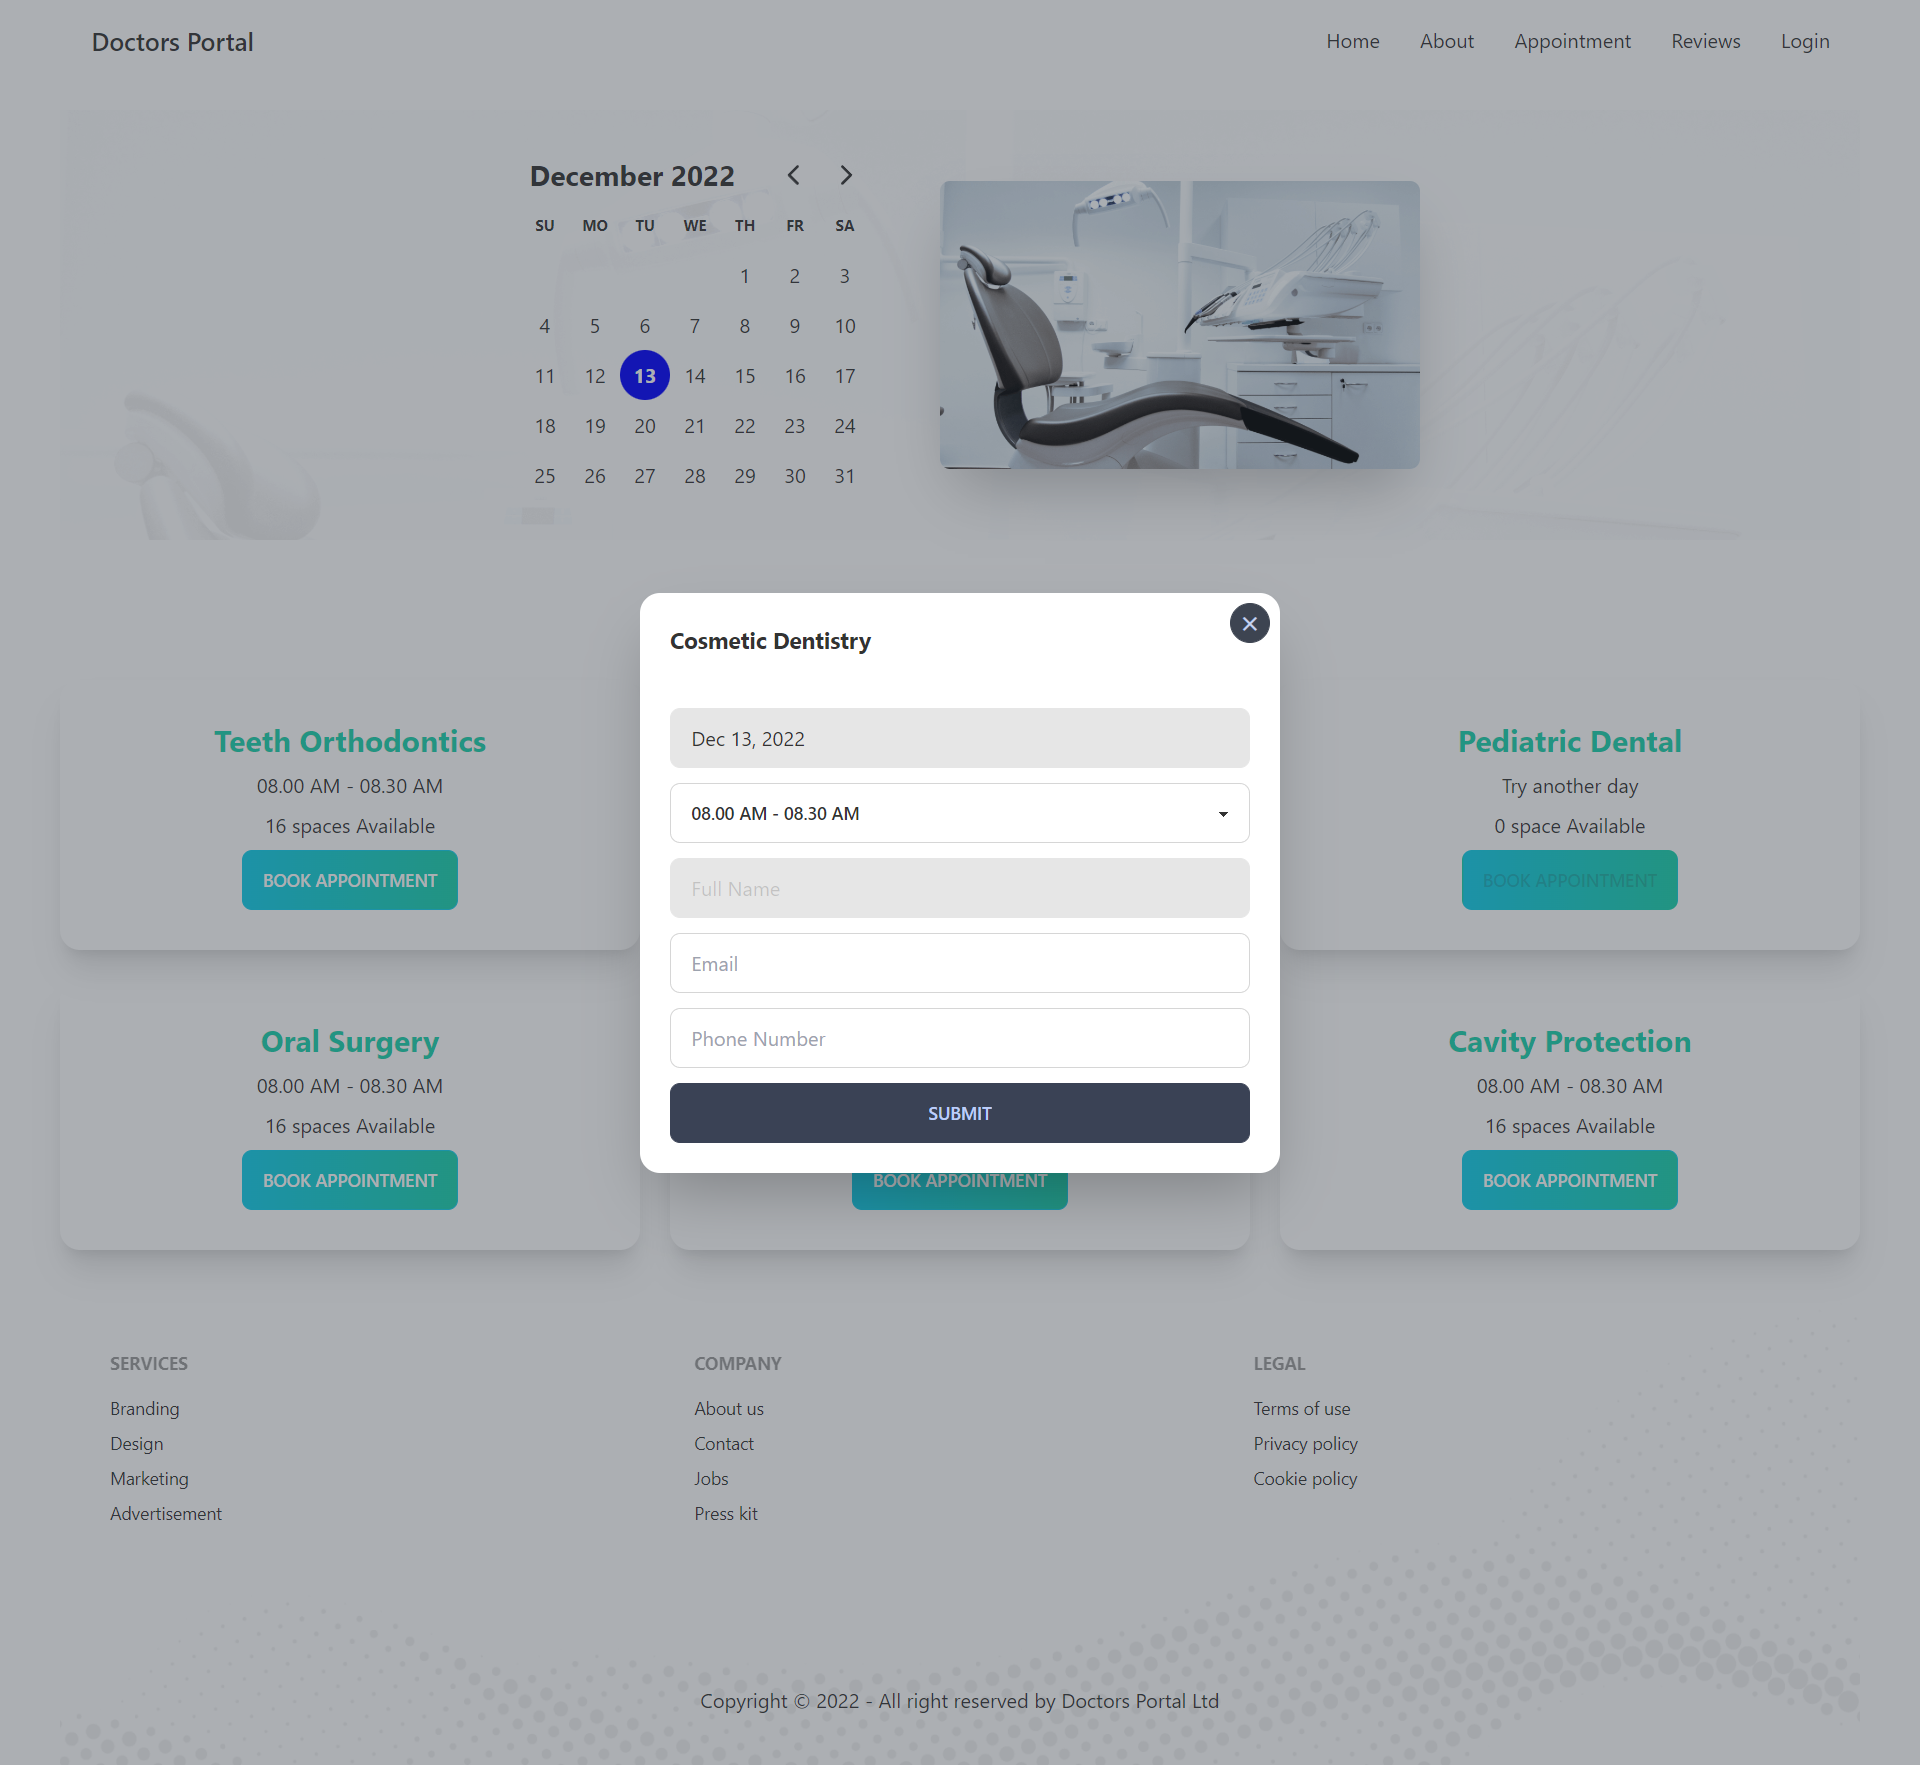 Doctors Portal
Home About Appointment Reviews Login
December 2022
SU MO TU WE TH FR SA
1 2 3
4 5 6 7 8 9 10
11 12 13 14 15 16 17
18 19 20 21 22 23 24
25 26 27 28 29 30 31
Cosmetic Dentistry
Dec 13, 2022
08.00 AM - 08.30 AM
Full Name
Email
Phone Number
SUBMIT
Teeth Orthodontics
08.00 AM - 08.30 AM
16 spaces Available
BOOK APPOINTMENT
Pediatric Dental
Try another day
0 space Available
BOOK APPOINTMENT
Oral Surgery
08.00 AM - 08.30 AM
16 spaces Available
BOOK APPOINTMENT
BOOK APPOINTMENT
Cavity Protection
08.00 AM - 08.30 AM
16 spaces Available
BOOK APPOINTMENT
SERVICES
Branding
Design
Marketing
Advertisement
COMPANY
About us
Contact
Jobs
Press kit
LEGAL
Terms of use
Privacy policy
Cookie policy
Copyright © 2022 - All right reserved by Doctors Portal Ltd